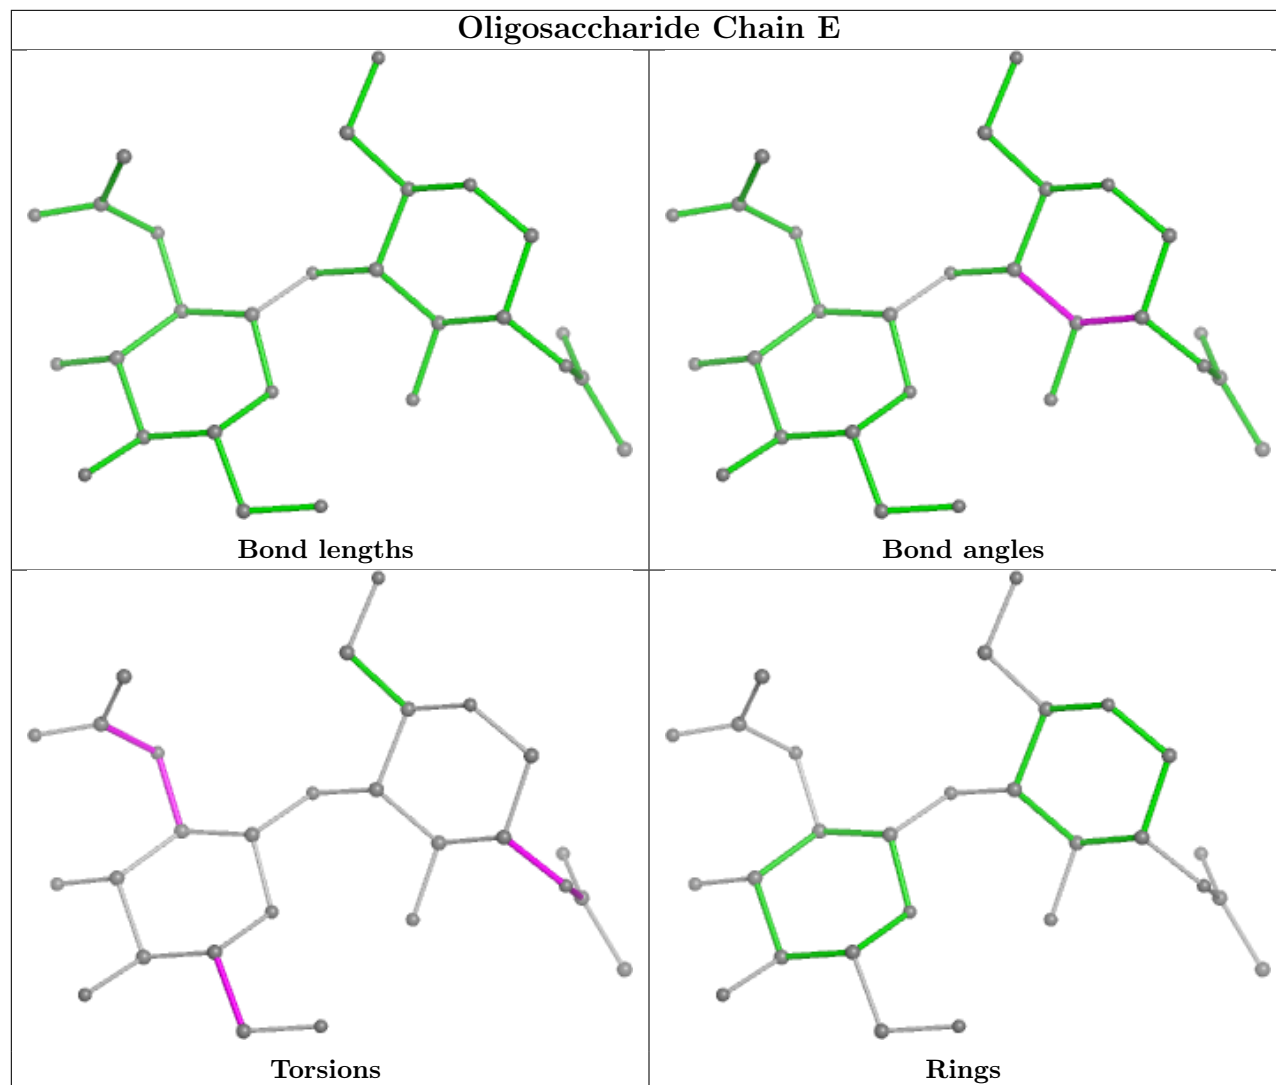 Oligosaccharide Chain E
Bond lengths
Bond angles
Torsions
Rings